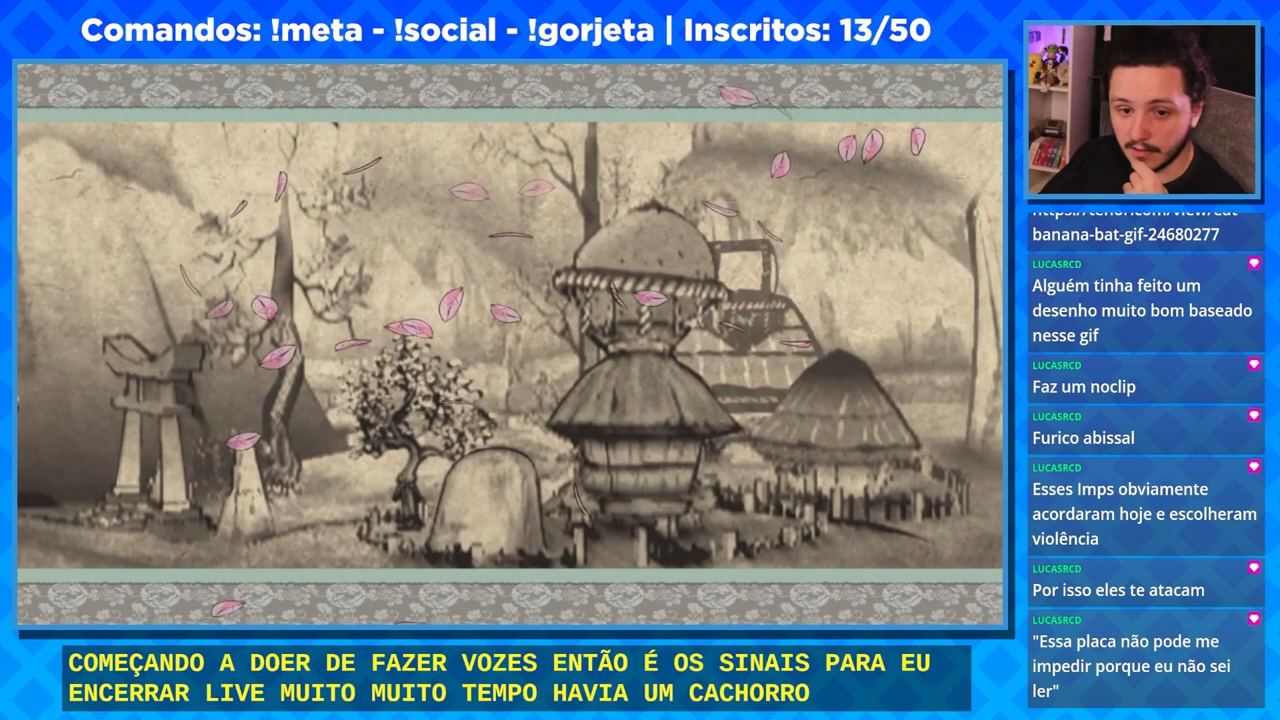 Comandos: !meta - !social - !gorjeta | Inscritos: 13/50
banana-bat-gif-24680277
LUCASRCD
Alguém tinha feito um
desenho muito bom baseado
nesse gif
LUCASRCD
Faz um noclip
LUCASRCD
Furico abissal
LUCASRCD
Esses Imps obviamente
acordaram hoje e escolheram
violência
LUCASRCD
Por isso eles te atacam
LUCASRCD
"Essa placa não pode me
impedir porque eu não sei
ler"
COMEÇANDO A DOER DE FAZER VOZES ENTÃO É OS SINAIS PARA EU
ENCERRAR LIVE MUITO MUITO TEMPO HAVIA UM CACHORRO